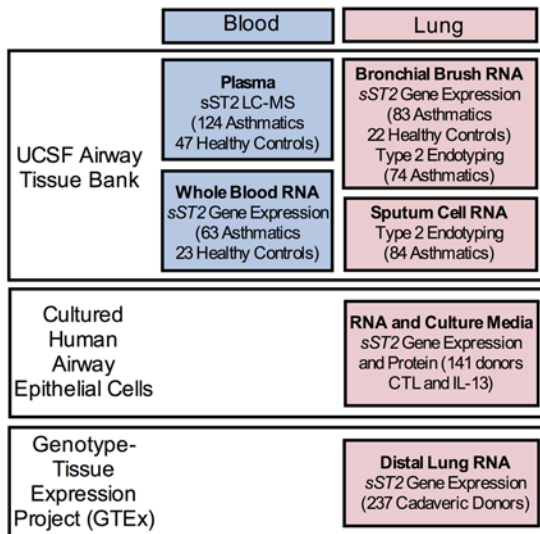 Blood
Lung
UCSF Airway
Tissue Bank
Plasma
sST2 LC-MS
(124 Asthmatics
47 Healthy Controls)
Whole Blood RNA
sST2 Gene Expression
(63 Asthmatics
23 Healthy Controls)
Bronchial Brush RNA
sST2 Gene Expression
(83 Asthmatics
22 Healthy Controls)
Type 2 Endotyping
(74 Asthmatics)
Sputum Cell RNA
Type 2 Endotyping
(84 Asthmatics)
Cultured
Human
Airway
Epithelial Cells
RNA and Culture Media
sST2 Gene Expression
and Protein (141 donors
CTL and IL-13)
Genotype-
Tissue
Expression
Project (GTEx)
Distal Lung RNA
sST2 Gene Expression
(237 Cadaveric Donors)